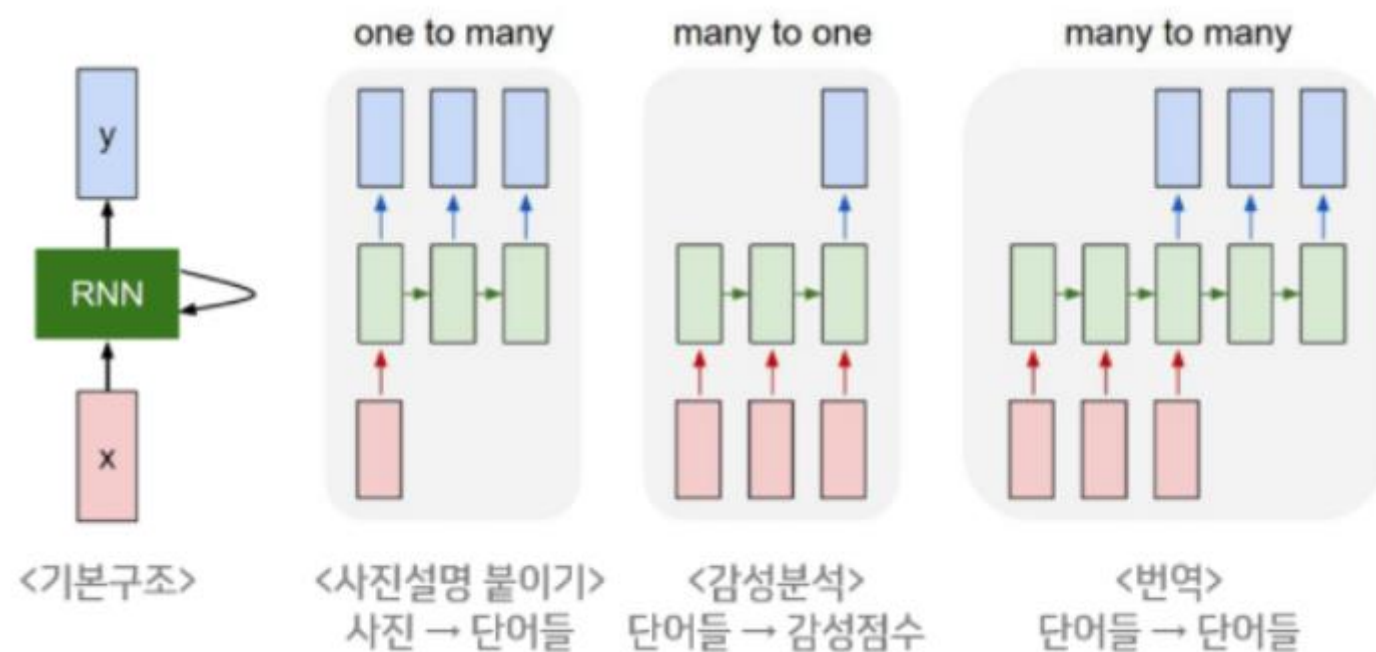 one to many
many to one
many to many
y
RNN
x
<기본구조>
<사진설명 붙이기>
사진 → 단어들
<감성분석>
단어들 → 감성점수
<번역>
단어들 → 단어들